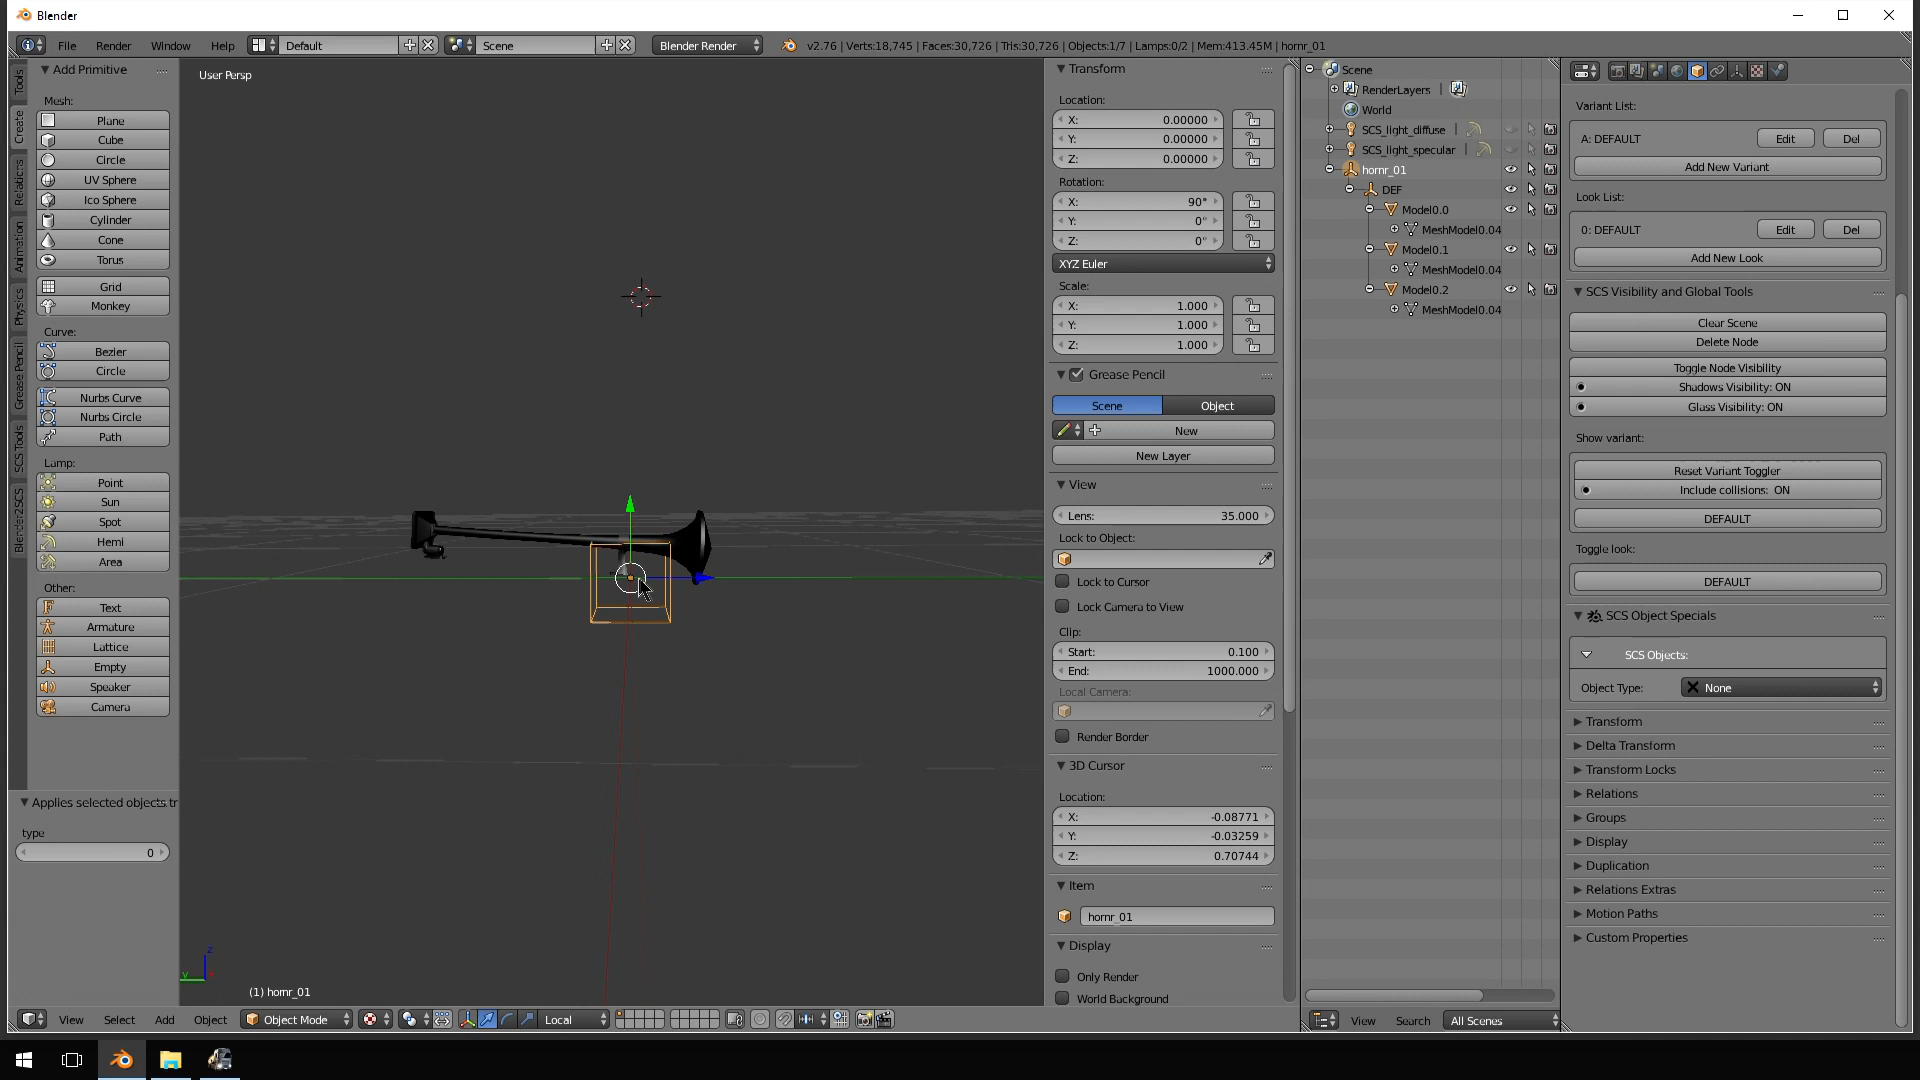 Blender
File Render Window Help Default Scene Blender Render v2.76 | Verts:18,745 | Faces:30,726 | Tris:30,726 | Objects:1/7 | Lamps:0/2 | Mem:413.45M | hornr_01
Tools
Create
Relations
Animation
Physics
Grease Pencil
SCS Tools
Blender2SCS
Add Primitive
Mesh:
Plane
Cube
Circle
UV Sphere
Ico Sphere
Cylinder
Cone
Torus
Grid
Monkey
Curve:
Bezier
Circle
Nurbs Curve
Nurbs Circle
Path
Lamp:
Point
Sun
Spot
Hemi
Area
Other:
Text
Armature
Lattice
Empty
Speaker
Camera
Applies selected objects tr
type
0
User Persp
z
y
(1) hornr_01
View Select Add Object Object Mode Local
Transform
Location:
X: 0.00000
Y: 0.00000
Z: 0.00000
Rotation:
X: 90°
Y: 0°
Z: 0°
XYZ Euler
Scale:
X: 1.000
Y: 1.000
Z: 1.000
Grease Pencil
Scene Object
New
New Layer
View
Lens: 35.000
Lock to Object:
Lock to Cursor
Lock Camera to View
Clip:
Start: 0.100
End: 1000.000
Local Camera:
Render Border
3D Cursor
Location:
X: -0.08771
Y: -0.03259
Z: 0.70744
Item
hornr_01
Display
Only Render
World Background
Scene
RenderLayers |
World
SCS_light_diffuse |
SCS_light_specular |
hornr_01
DEF
Model0.0
MeshModel0.04
Model0.1
MeshModel0.04
Model0.2
MeshModel0.04
View Search All Scenes
Variant List:
A: DEFAULT Edit Del
Add New Variant
Look List:
0: DEFAULT Edit Del
Add New Look
SCS Visibility and Global Tools
Clear Scene
Delete Node
Toggle Node Visibility
Shadows Visibility: ON
Glass Visibility: ON
Show variant:
Reset Variant Toggler
Include collisions: ON
DEFAULT
Toggle look:
DEFAULT
SCS Object Specials
SCS Objects:
Object Type: None
Transform
Delta Transform
Transform Locks
Relations
Groups
Display
Duplication
Relations Extras
Motion Paths
Custom Properties